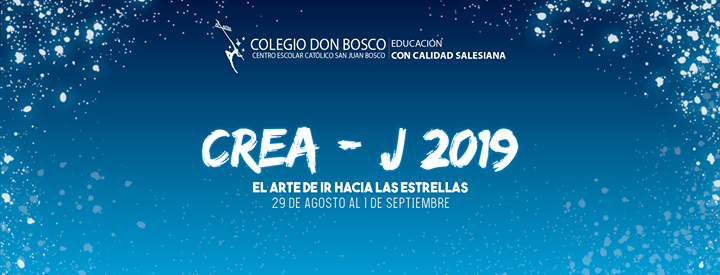 COLEGIO DON BOSCO
CENTRO ESCOLAR CATÓLICO SAN JUAN BOSCO
EDUCACIÓN
CON CALIDAD SALESIANA
CREA - J 2019
EL ARTE DE IR HACIA LAS ESTRELLAS
29 DE AGOSTO AL 1 DE SEPTIEMBRE